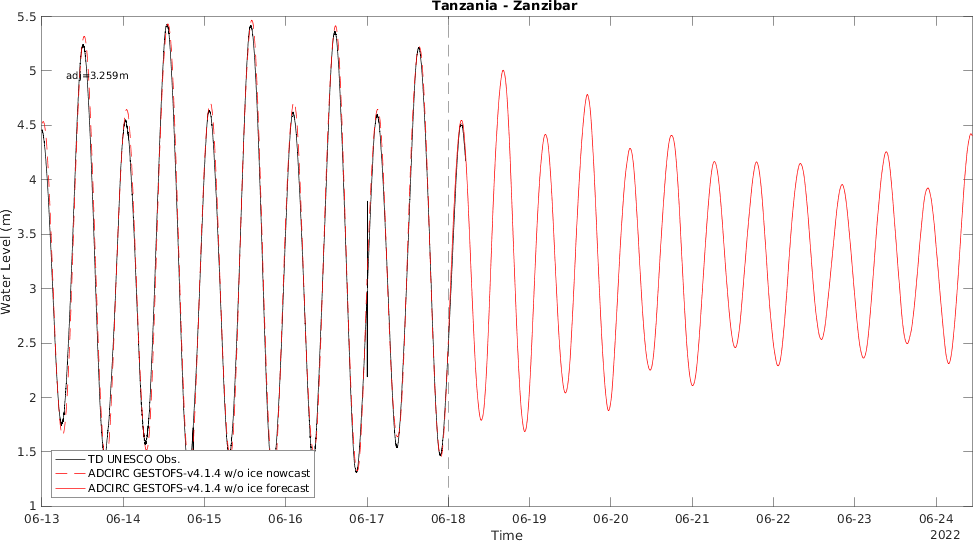 Tanzania - Zanzibar
5.5
5
4.5
4
3.5
3
2.5
2
1.5
1
Water Level (m)
adj=3.259m
TD UNESCO Obs.
ADCIRC GESTOFS-v4.1.4 w/o ice nowcast
ADCIRC GESTOFS-v4.1.4 w/o ice forecast
06-13 06-14 06-15 06-16 06-17 06-18 06-19 06-20 06-21 06-22 06-23 06-24
Time
2022